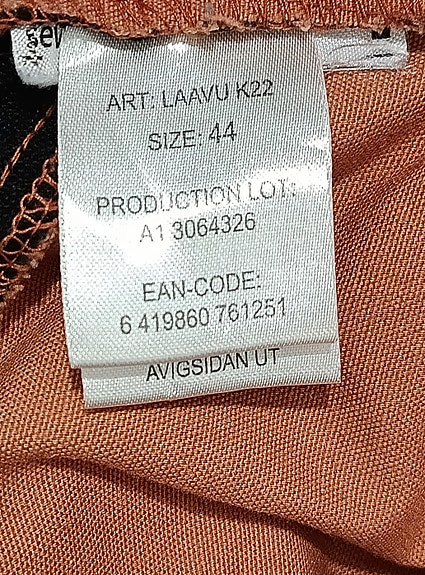 ART: LAAVU K22
SIZE: 44
PRODUCTION LOT:
A1 3064326
EAN-CODE:
6 419860 761251
AVIGSIDAN UT